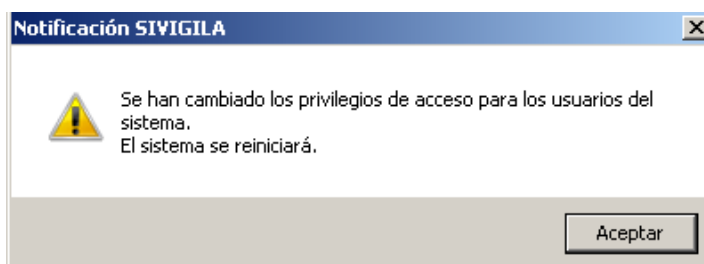 Notificación SIVIGILA
Se han cambiado los privilegios de acceso para los usuarios del
sistema.
El sistema se reiniciará.
Aceptar